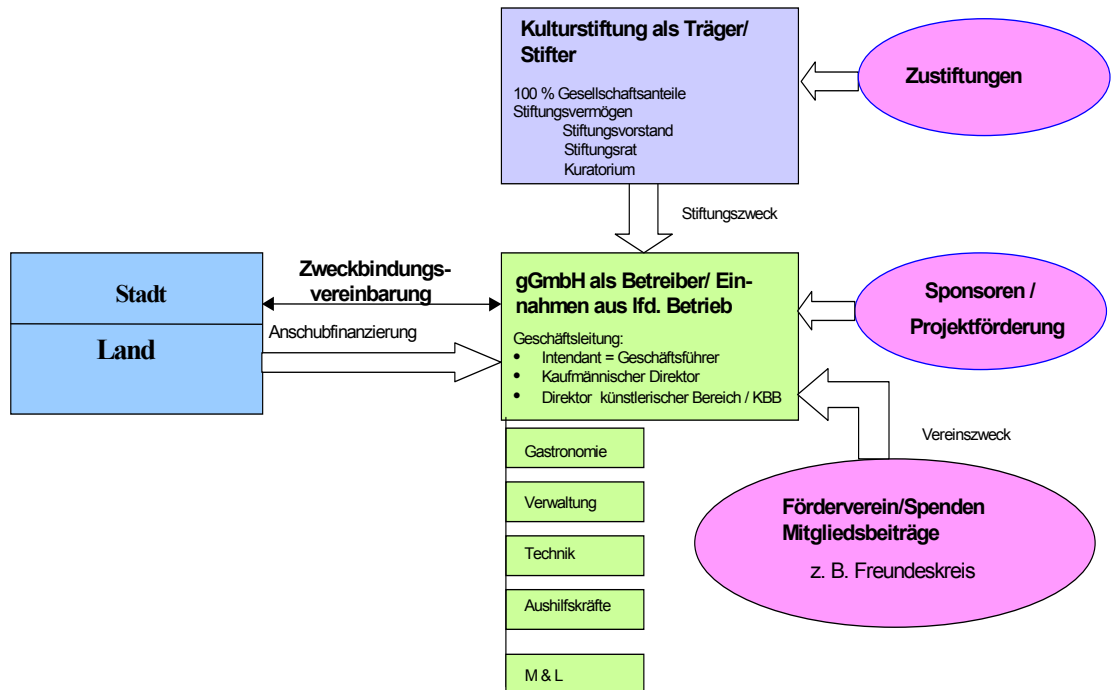 Kulturstiftung als Träger/
Stifter
100 % Gesellschaftsanteile
Stiftungsvermögen
Stiftungsvorstand
Stiftungsrat
Kuratorium
Zustiftungen
Stiftungszweck
Stadt
Land
Zweckbindungs-
vereinbarung
Anschubfinanzierung
gGmbH als Betreiber/ Ein-
nahmen aus lfd. Betrieb
Geschäftsleitung:
• Intendant = Geschäftsführer
• Kaufmännischer Direktor
• Direktor künstlerischer Bereich / KBB
Sponsoren /
Projektförderung
Vereinszweck
Förderverein/Spenden
Mitgliedsbeiträge
z. B. Freundeskreis
Gastronomie
Verwaltung
Technik
Aushilfskräfte
M & L